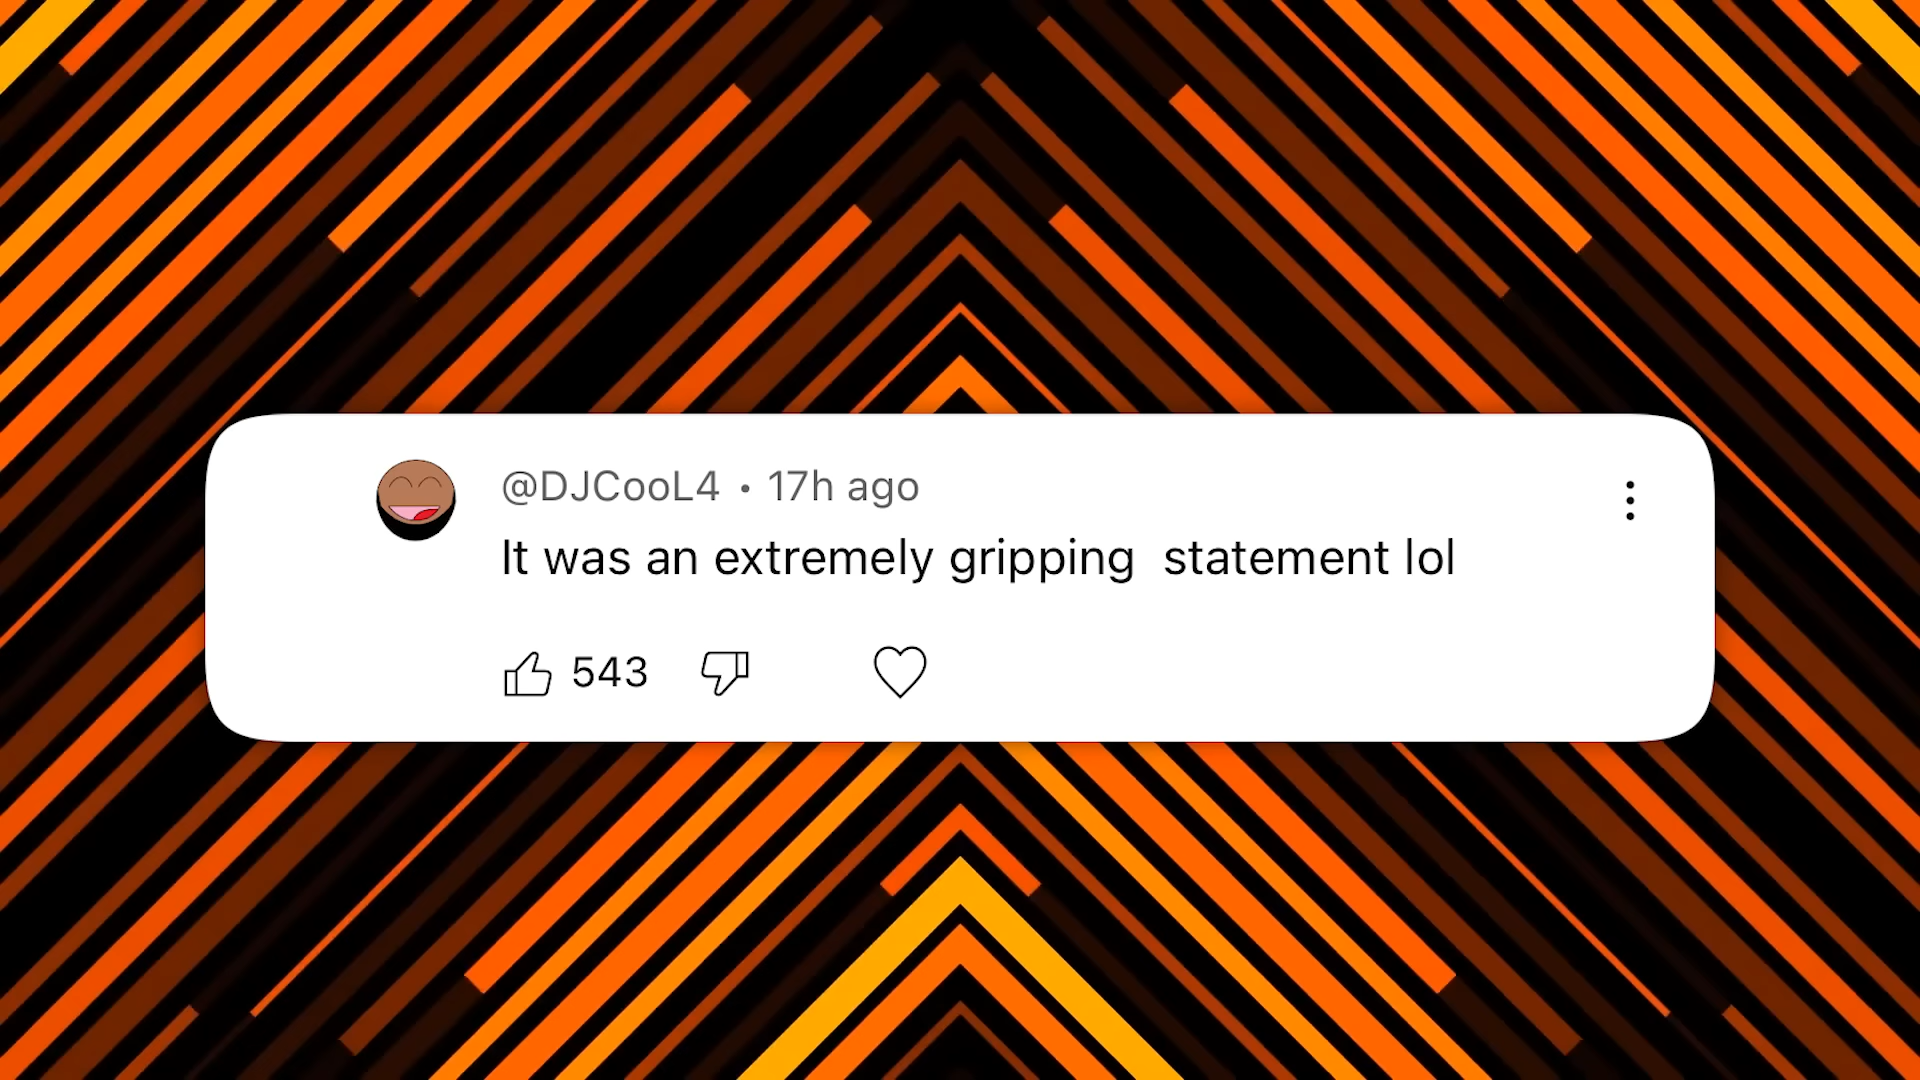 @DJCooL4 • 17h ago
It was an extremely gripping  statement lol
543